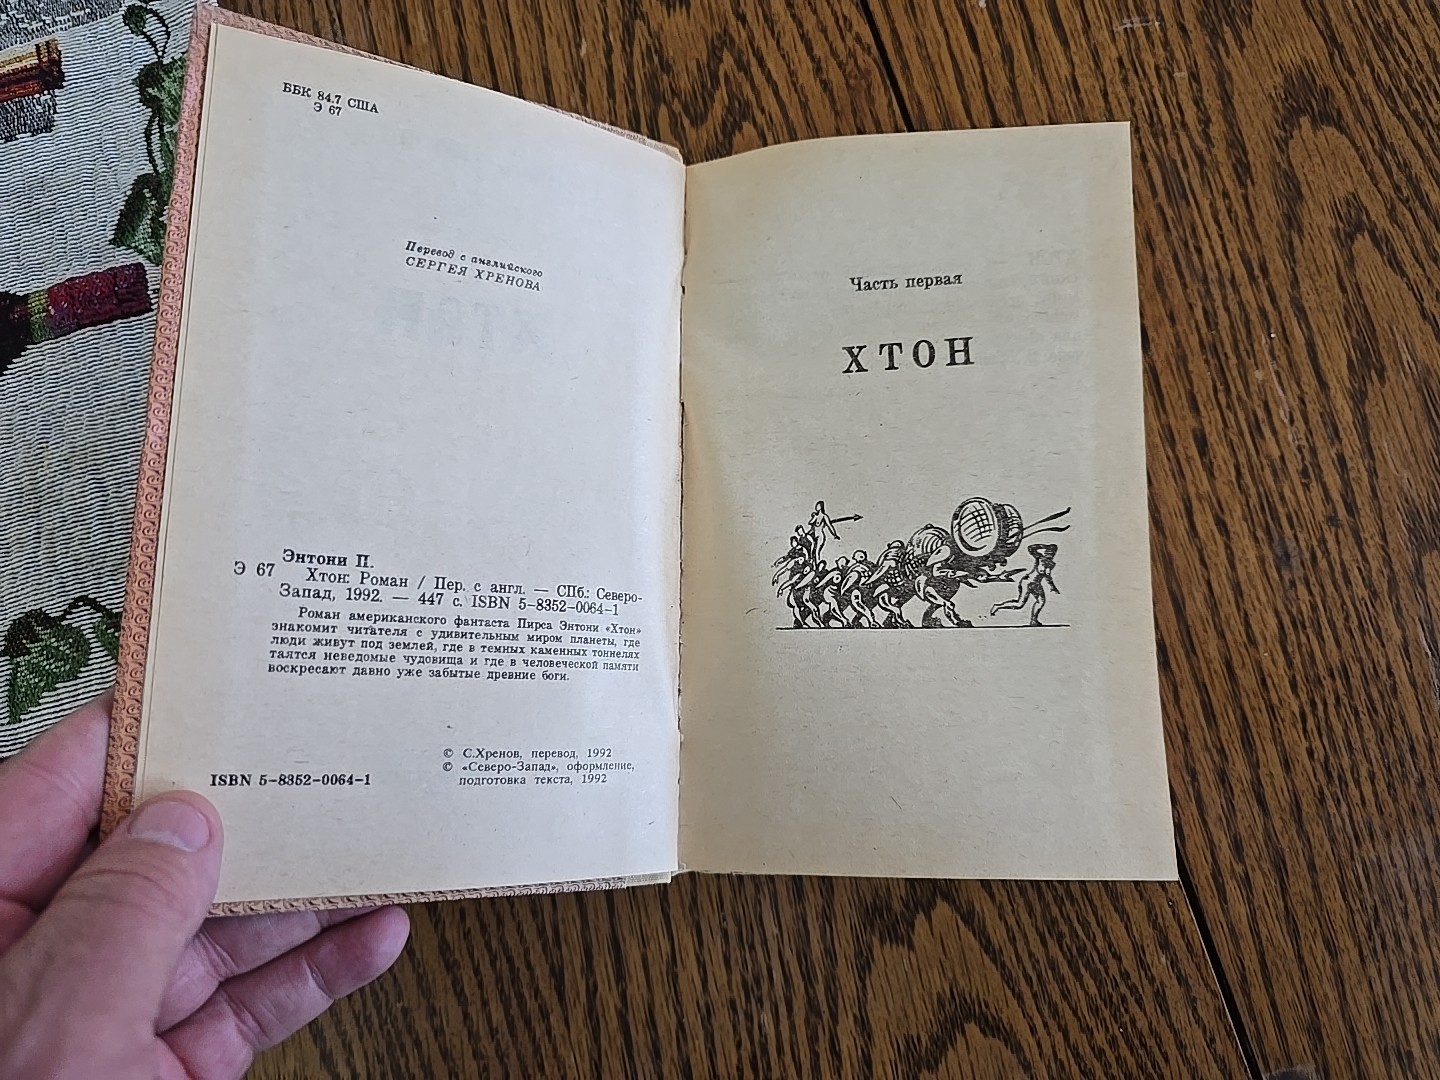 ББК 84.7 США
Э 67
Перевод с английского
СЕРГЕЯ ХРЕНОВА
Энтони П.
Э 67 Хтон: Роман / Пер. с англ. — СПб: Северо-
Запад, 1992. — 447 с. ISBN 5-8352-0064-1
Роман американского фантаста Пирса Энтони «Хтон»
знакомит читателя с удивительным миром планеты, где
люди живут под землей, где в темных каменных тоннелях
таятся неведомые чудовища и где в человеческой памяти
воскресают давно уже забытые древние боги.
© С.Хренов, перевод, 1992
© «Северо-Запад», оформление,
подготовка текста, 1992
ISBN 5-8352-0064-1
Часть первая
ХТОН